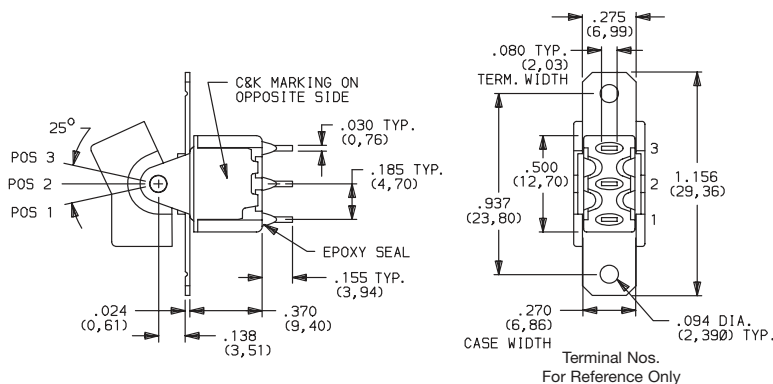 C&K MARKING ON
OPPOSITE SIDE
25°
POS 3
POS 2
POS 1
.030 TYP.
(0,76)
.185 TYP.
(4,70)
EPOXY SEAL
.155 TYP.
(3,94)
.024
(0,61)
.370
(9,40)
.138
(3,51)
.275
(6,99)
.080 TYP.
(2,03)
TERM. WIDTH
.500
(12,70)
3
2
1
1.156
(29,36)
.937
(23,80)
.270
(6,86)
CASE WIDTH
.094 DIA.
(2,390) TYP.
Terminal Nos.
For Reference Only